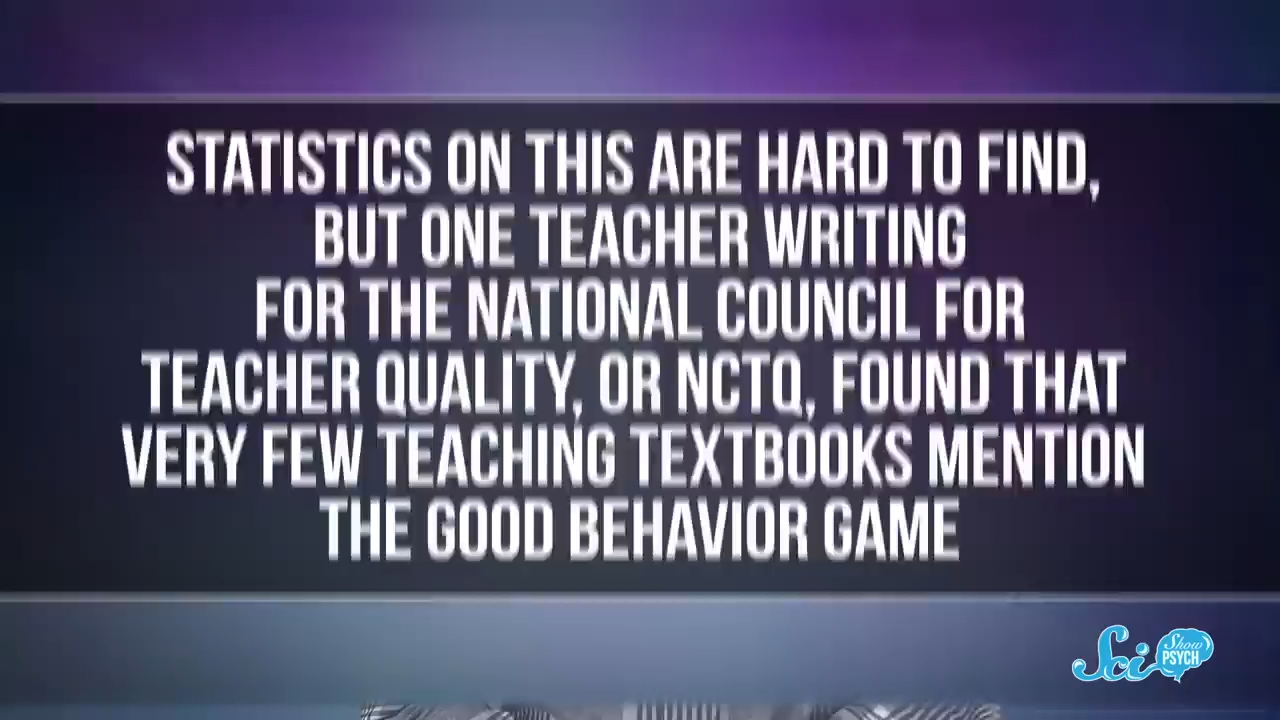 STATISTICS ON THIS ARE HARD TO FIND,
BUT ONE TEACHER WRITING
FOR THE NATIONAL COUNCIL FOR
TEACHER QUALITY, OR NCTQ, FOUND THAT
VERY FEW TEACHING TEXTBOOKS MENTION
THE GOOD BEHAVIOR GAME
Sci Show
PSYCH